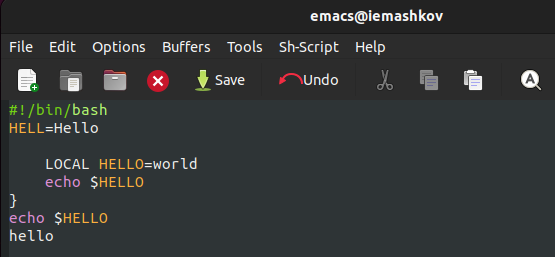 emacs@iemashkov
File Edit Options Buffers Tools Sh-Script Help
Save Undo
#!/bin/bash
HELL=Hello
LOCAL HELLO=world
echo $HELLO
}
echo $HELLO
hello